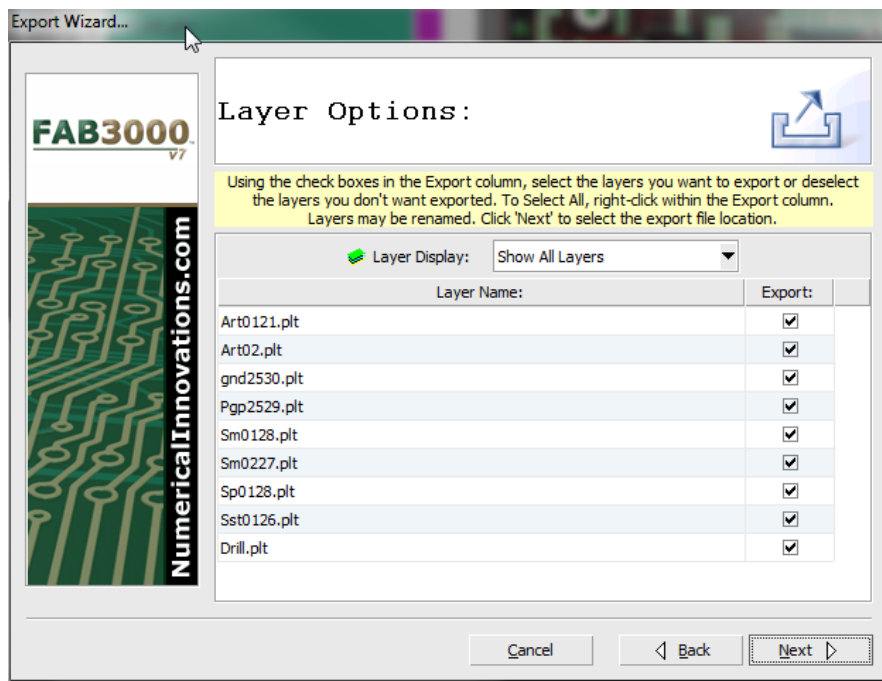 Export Wizard...
FAB3000
v7
NumericalInnovations.com
Layer Options:
Using the check boxes in the Export column, select the layers you want to export or deselect
the layers you don't want exported. To Select All, right-click within the Export column.
Layers may be renamed. Click 'Next' to select the export file location.
Layer Display: Show All Layers
Layer Name: Export:
Art0121.plt
Art02.plt
gnd2530.plt
Pgp2529.plt
Sm0128.plt
Sm0227.plt
Sp0128.plt
Sst0126.plt
Drill.plt
Cancel Back Next